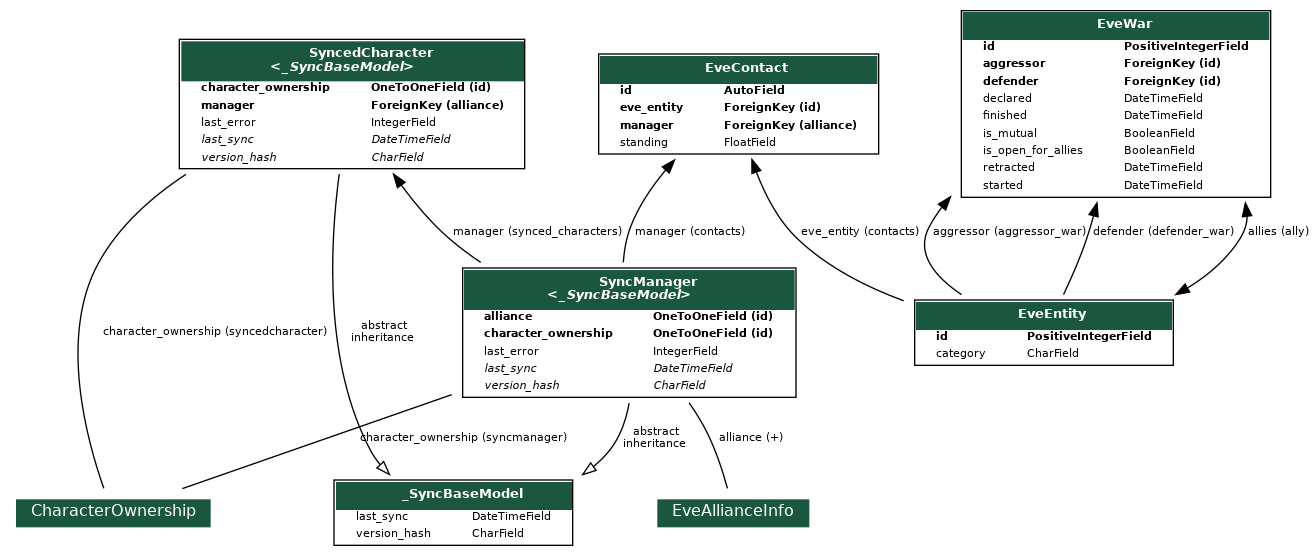 SyncedCharacter
<_SyncBaseModel>
character_ownership OneToOneField (id)
manager ForeignKey (alliance)
last_error IntegerField
last_sync DateTimeField
version_hash CharField
EveContact
id AutoField
eve_entity ForeignKey (id)
manager ForeignKey (alliance)
standing FloatField
EveWar
id PositiveIntegerField
aggressor ForeignKey (id)
defender ForeignKey (id)
declared DateTimeField
finished DateTimeField
is_mutual BooleanField
is_open_for_allies BooleanField
retracted DateTimeField
started DateTimeField
manager (synced_characters)
manager (contacts)
eve_entity (contacts)
aggressor (aggressor_war)
defender (defender_war)
allies (ally)
character_ownership (syncedcharacter)
abstract
inheritance
SyncManager
<_SyncBaseModel>
alliance OneToOneField (id)
character_ownership OneToOneField (id)
last_error IntegerField
last_sync DateTimeField
version_hash CharField
EveEntity
id PositiveIntegerField
category CharField
character_ownership (syncmanager)
abstract
inheritance
alliance (+)
CharacterOwnership
_SyncBaseModel
last_sync DateTimeField
version_hash CharField
EveAllianceInfo